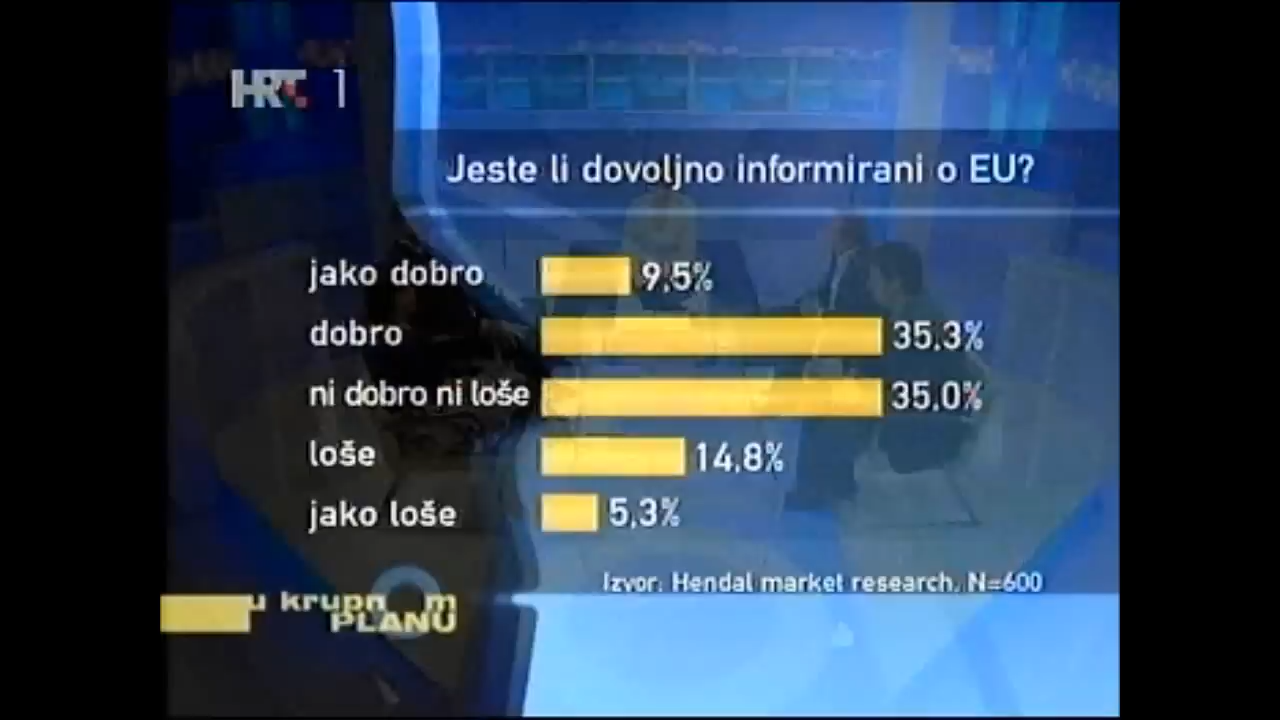 HRT 1
Jeste li dovoljno informirani o EU?
jako dobro 9,5%
dobro 35,3%
ni dobro ni loše 35,0%
loše 14,8%
jako loše 5,3%
Izvor: Hendal market research, N=600
u krupnom
PLANU